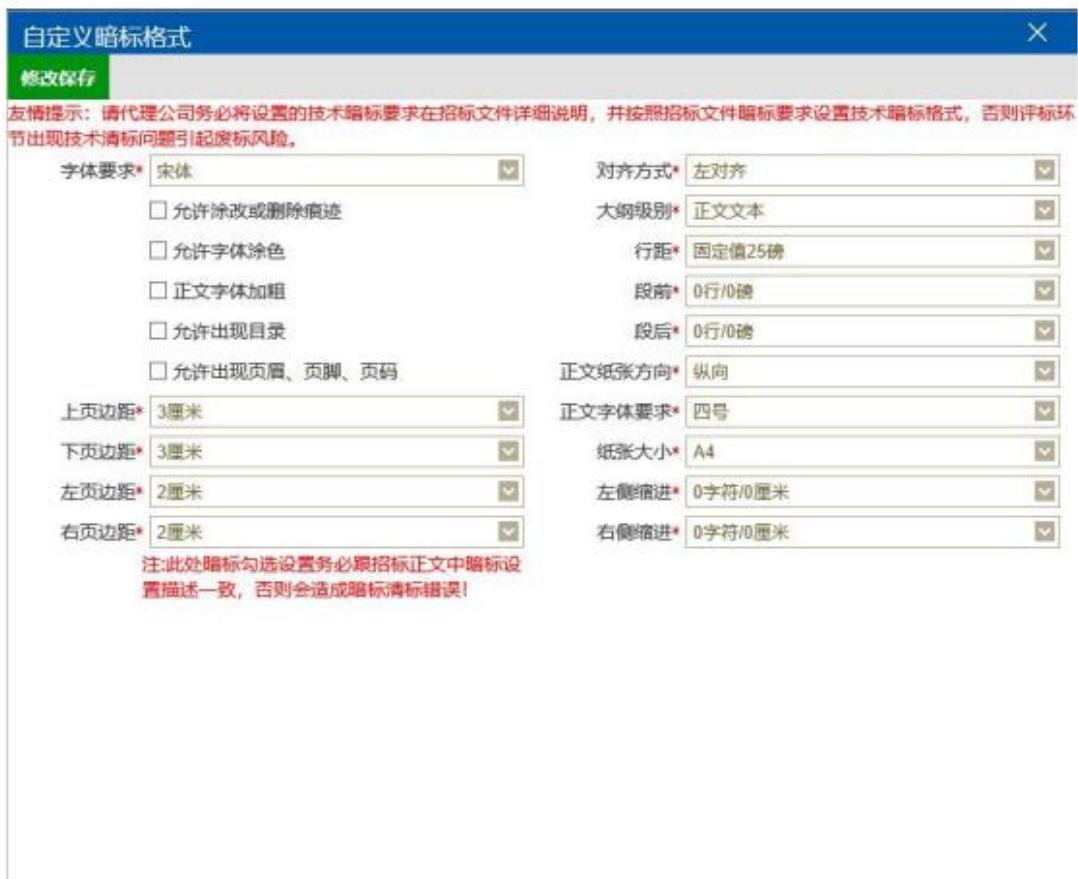 自定义暗标格式
修改保存
友情提示：请代理公司务必将设置的技术暗标要求在招标文件详细说明，并按照招标文件暗标要求设置技术暗标格式，否则评标环
节出现技术清标问题引起废标风险。
字体要求* 宋体 对齐方式* 左对齐
允许涂改或删除痕迹 大纲级别* 正文文本
允许字体涂色 行距* 固定值25磅
正文字体加粗 段前* 0行/0磅
允许出现目录 段后* 0行/0磅
允许出现页眉、页脚、页码 正文纸张方向* 纵向
上页边距* 3厘米 正文字体要求* 四号
下页边距* 3厘米 纸张大小* A4
左页边距* 2厘米 左侧缩进* 0字符/0厘米
右页边距* 2厘米 右侧缩进* 0字符/0厘米
注:此处暗标勾选设置务必跟招标正文中暗标设
置描述一致，否则会造成暗标清标错误!